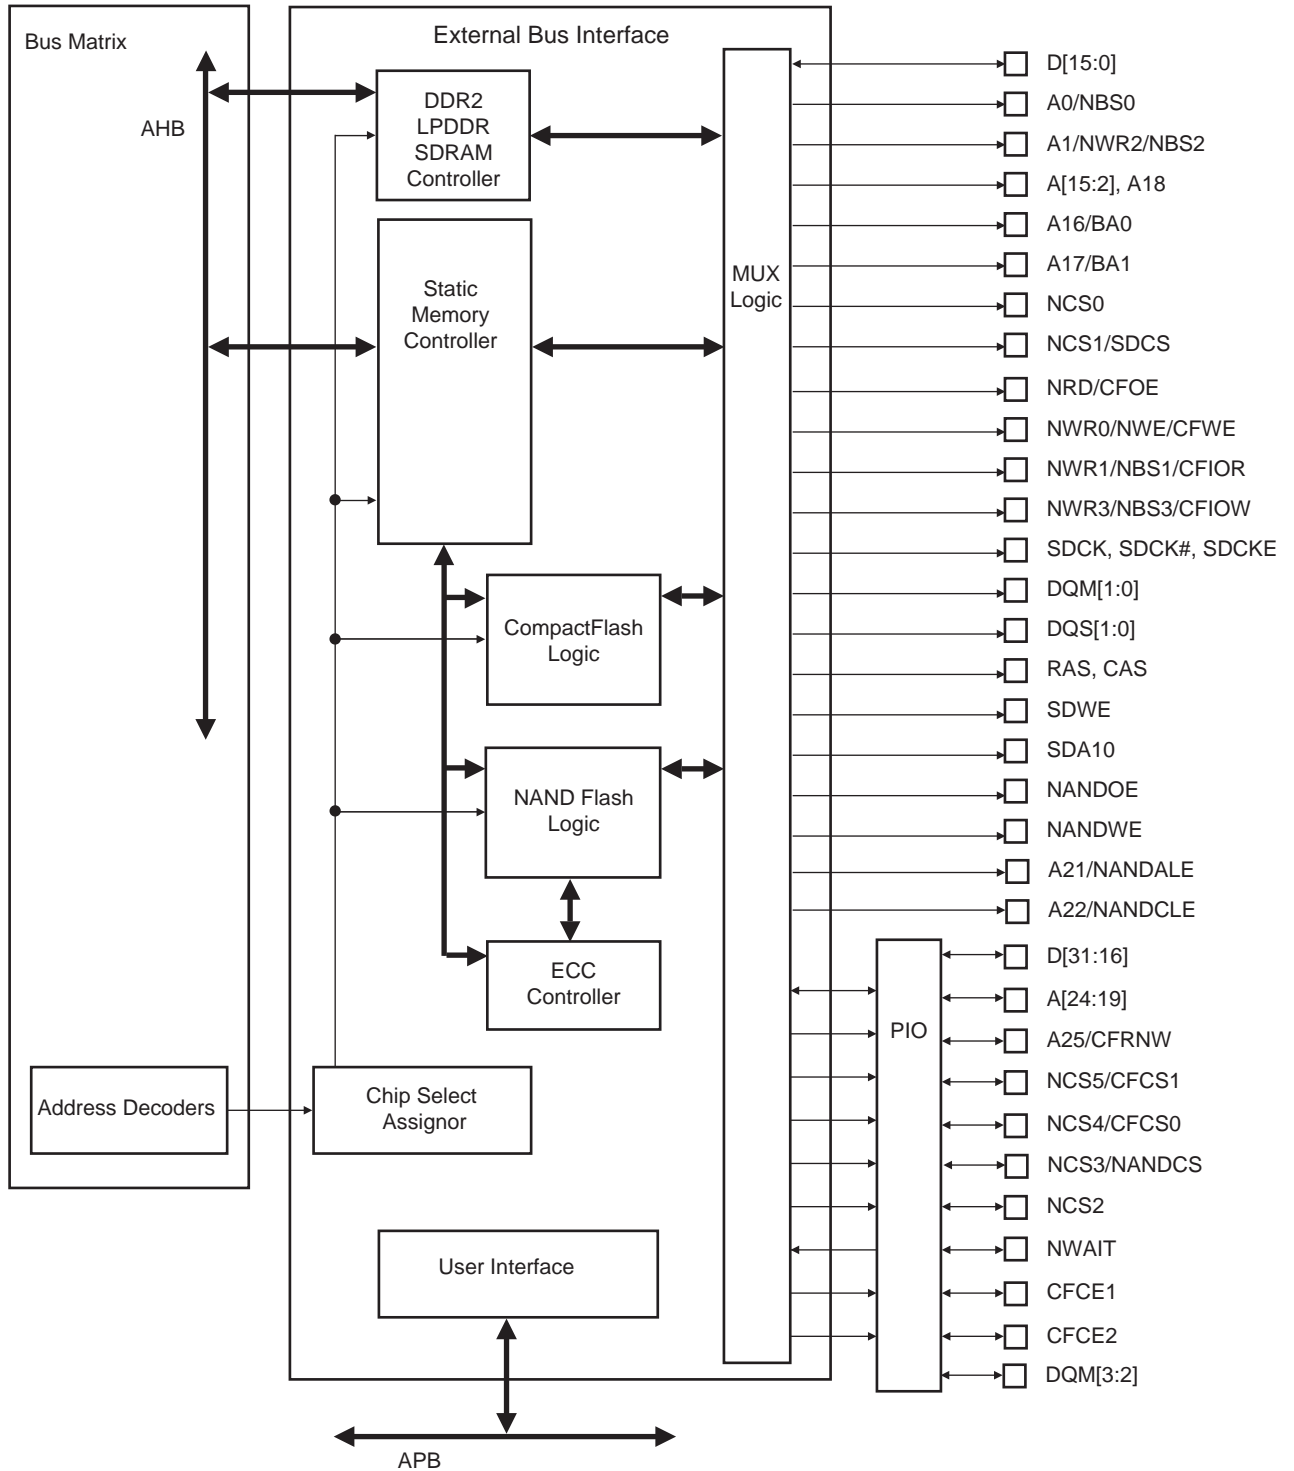 Bus Matrix
External Bus Interface
AHB
DDR2
LPDDR
SDRAM
Controller
Static
Memory
Controller
MUX
Logic
CompactFlash
Logic
NAND Flash
Logic
ECC
Controller
Address Decoders
Chip Select
Assignor
User Interface
APB
PIO
D[15:0]
A0/NBS0
A1/NWR2/NBS2
A[15:2], A18
A16/BA0
A17/BA1
NCS0
NCS1/SDCS
NRD/CFOE
NWR0/NWE/CFWE
NWR1/NBS1/CFIOR
NWR3/NBS3/CFIOW
SDCK, SDCK#, SDCKE
DQM[1:0]
DQS[1:0]
RAS, CAS
SDWE
SDA10
NANDOE
NANDWE
A21/NANDALE
A22/NANDCLE
D[31:16]
A[24:19]
A25/CFRNW
NCS5/CFCS1
NCS4/CFCS0
NCS3/NANDCS
NCS2
NWAIT
CFCE1
CFCE2
DQM[3:2]